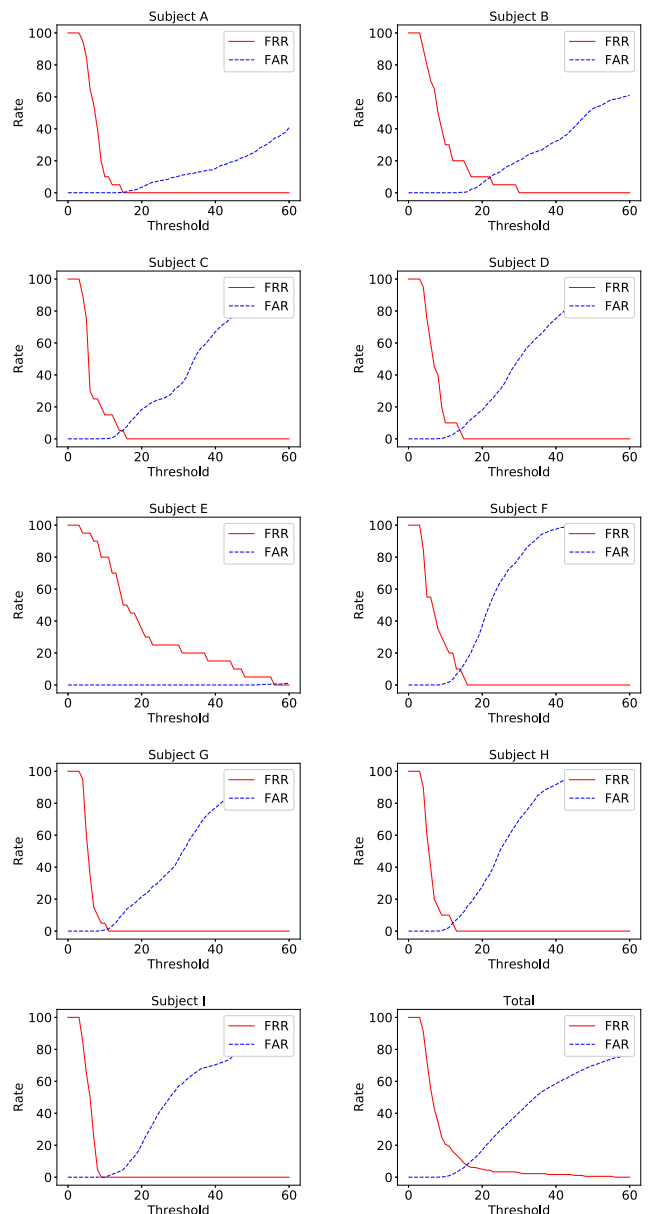 Subject A
100
80
60
40
20
0
Rate
FRR
FAR
0 20 40 60
Threshold
Subject B
100
80
60
40
20
0
Rate
FRR
FAR
0 20 40 60
Threshold
Subject C
100
80
60
40
20
0
Rate
FRR
FAR
0 20 40 60
Threshold
Subject D
100
80
60
40
20
0
Rate
FRR
FAR
0 20 40 60
Threshold
Subject E
100
80
60
40
20
0
Rate
FRR
FAR
0 20 40 60
Threshold
Subject F
100
80
60
40
20
0
Rate
FRR
FAR
0 20 40 60
Threshold
Subject G
100
80
60
40
20
0
Rate
FRR
FAR
0 20 40 60
Threshold
Subject H
100
80
60
40
20
0
Rate
FRR
FAR
0 20 40 60
Threshold
Subject I
100
80
60
40
20
0
Rate
FRR
FAR
0 20 40 60
Threshold
Total
100
80
60
40
20
0
Rate
FRR
FAR
0 20 40 60
Threshold